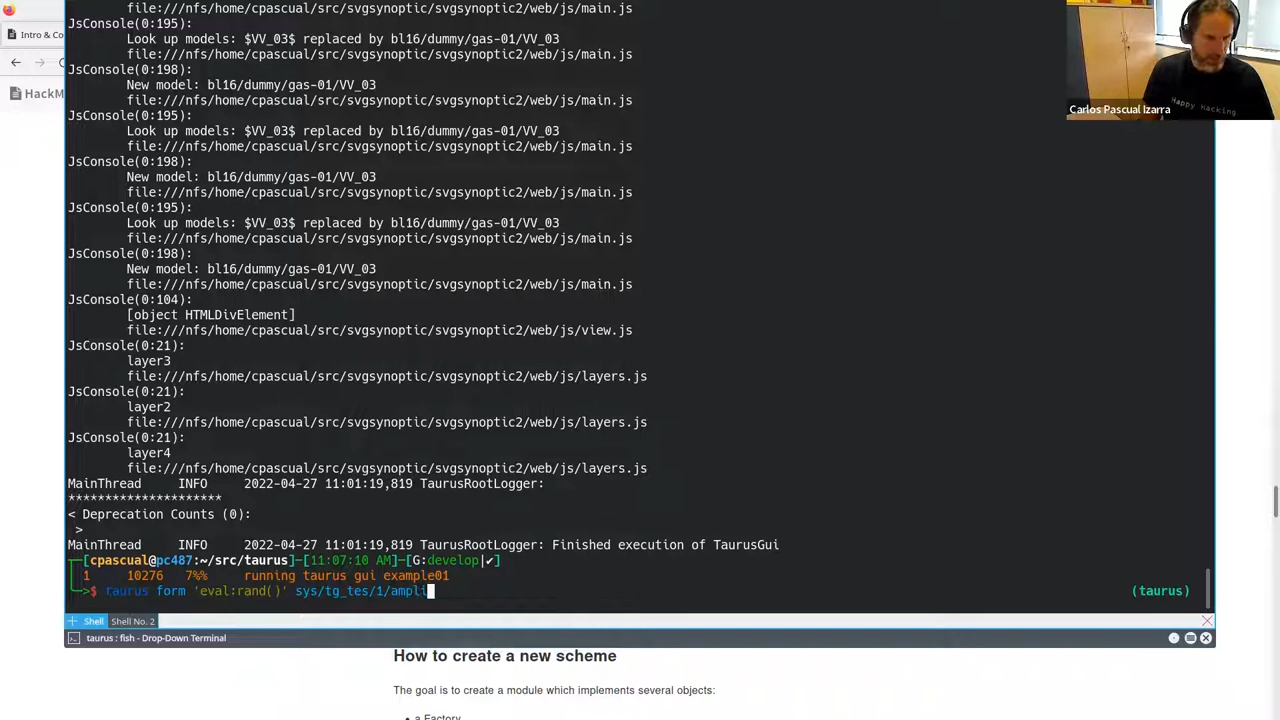 file:///nfs/home/cpascual/src/svgsynoptic/svgsynoptic2/web/js/main.js
JsConsole(0:195):
Look up models: $VV_03$ replaced by bl16/dummy/gas-01/VV_03
file:///nfs/home/cpascual/src/svgsynoptic/svgsynoptic2/web/js/main.js
JsConsole(0:198):
New model: bl16/dummy/gas-01/VV_03
file:///nfs/home/cpascual/src/svgsynoptic/svgsynoptic2/web/js/main.js
JsConsole(0:195):
Look up models: $VV_03$ replaced by bl16/dummy/gas-01/VV_03
file:///nfs/home/cpascual/src/svgsynoptic/svgsynoptic2/web/js/main.js
JsConsole(0:198):
New model: bl16/dummy/gas-01/VV_03
file:///nfs/home/cpascual/src/svgsynoptic/svgsynoptic2/web/js/main.js
JsConsole(0:195):
Look up models: $VV_03$ replaced by bl16/dummy/gas-01/VV_03
file:///nfs/home/cpascual/src/svgsynoptic/svgsynoptic2/web/js/main.js
JsConsole(0:198):
New model: bl16/dummy/gas-01/VV_03
file:///nfs/home/cpascual/src/svgsynoptic/svgsynoptic2/web/js/main.js
JsConsole(0:104):
[object HTMLDivElement]
file:///nfs/home/cpascual/src/svgsynoptic/svgsynoptic2/web/js/view.js
JsConsole(0:21):
layer3
file:///nfs/home/cpascual/src/svgsynoptic/svgsynoptic2/web/js/layers.js
JsConsole(0:21):
layer2
file:///nfs/home/cpascual/src/svgsynoptic/svgsynoptic2/web/js/layers.js
JsConsole(0:21):
layer4
file:///nfs/home/cpascual/src/svgsynoptic/svgsynoptic2/web/js/layers.js
MainThread     INFO     2022-04-27 11:01:19,819 TaurusRootLogger:
*********************
< Deprecation Counts (0):
>
MainThread     INFO     2022-04-27 11:01:19,819 TaurusRootLogger: Finished execution of TaurusGui
[cpascual@pc487:~/src/taurus]-[11:07:10 AM]-[G:develop|✔]
1     10276   7%%    running taurus gui example01
>$ taurus form 'eval:rand()' sys/tg_tes/1/ampli (taurus)
Shell Shell No. 2
taurus : fish - Drop-Down Terminal
Intro & Co
HackM
Carlos Pascual Izarra
Happy Hacking
How to create a new scheme
The goal is to create a module which implements several objects:
• a Factory